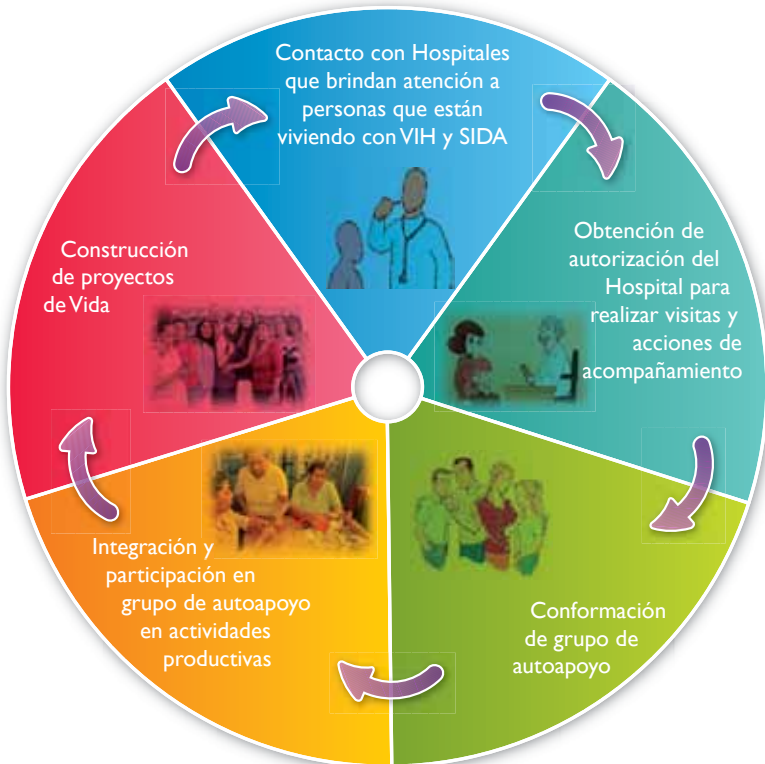 Contacto con Hospitales
que brindan atención a
personas que están
viviendo con VIH y SIDA
Obtención de
autorización del
Hospital para
realizar visitas y
acciones de
acompañamiento
Conformación
de grupo de
autoapoyo
Integración y
participación en
grupo de autoapoyo
en actividades
productivas
Construcción
de proyectos
de Vida